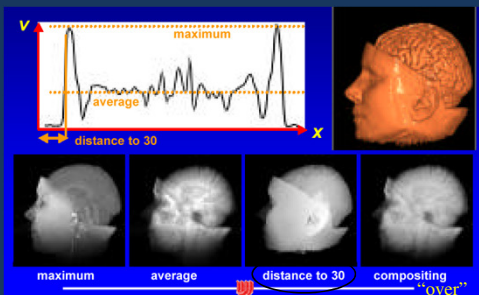 V
maximum
average
x
distance to 30
maximum average distance to 30 compositing
“over”